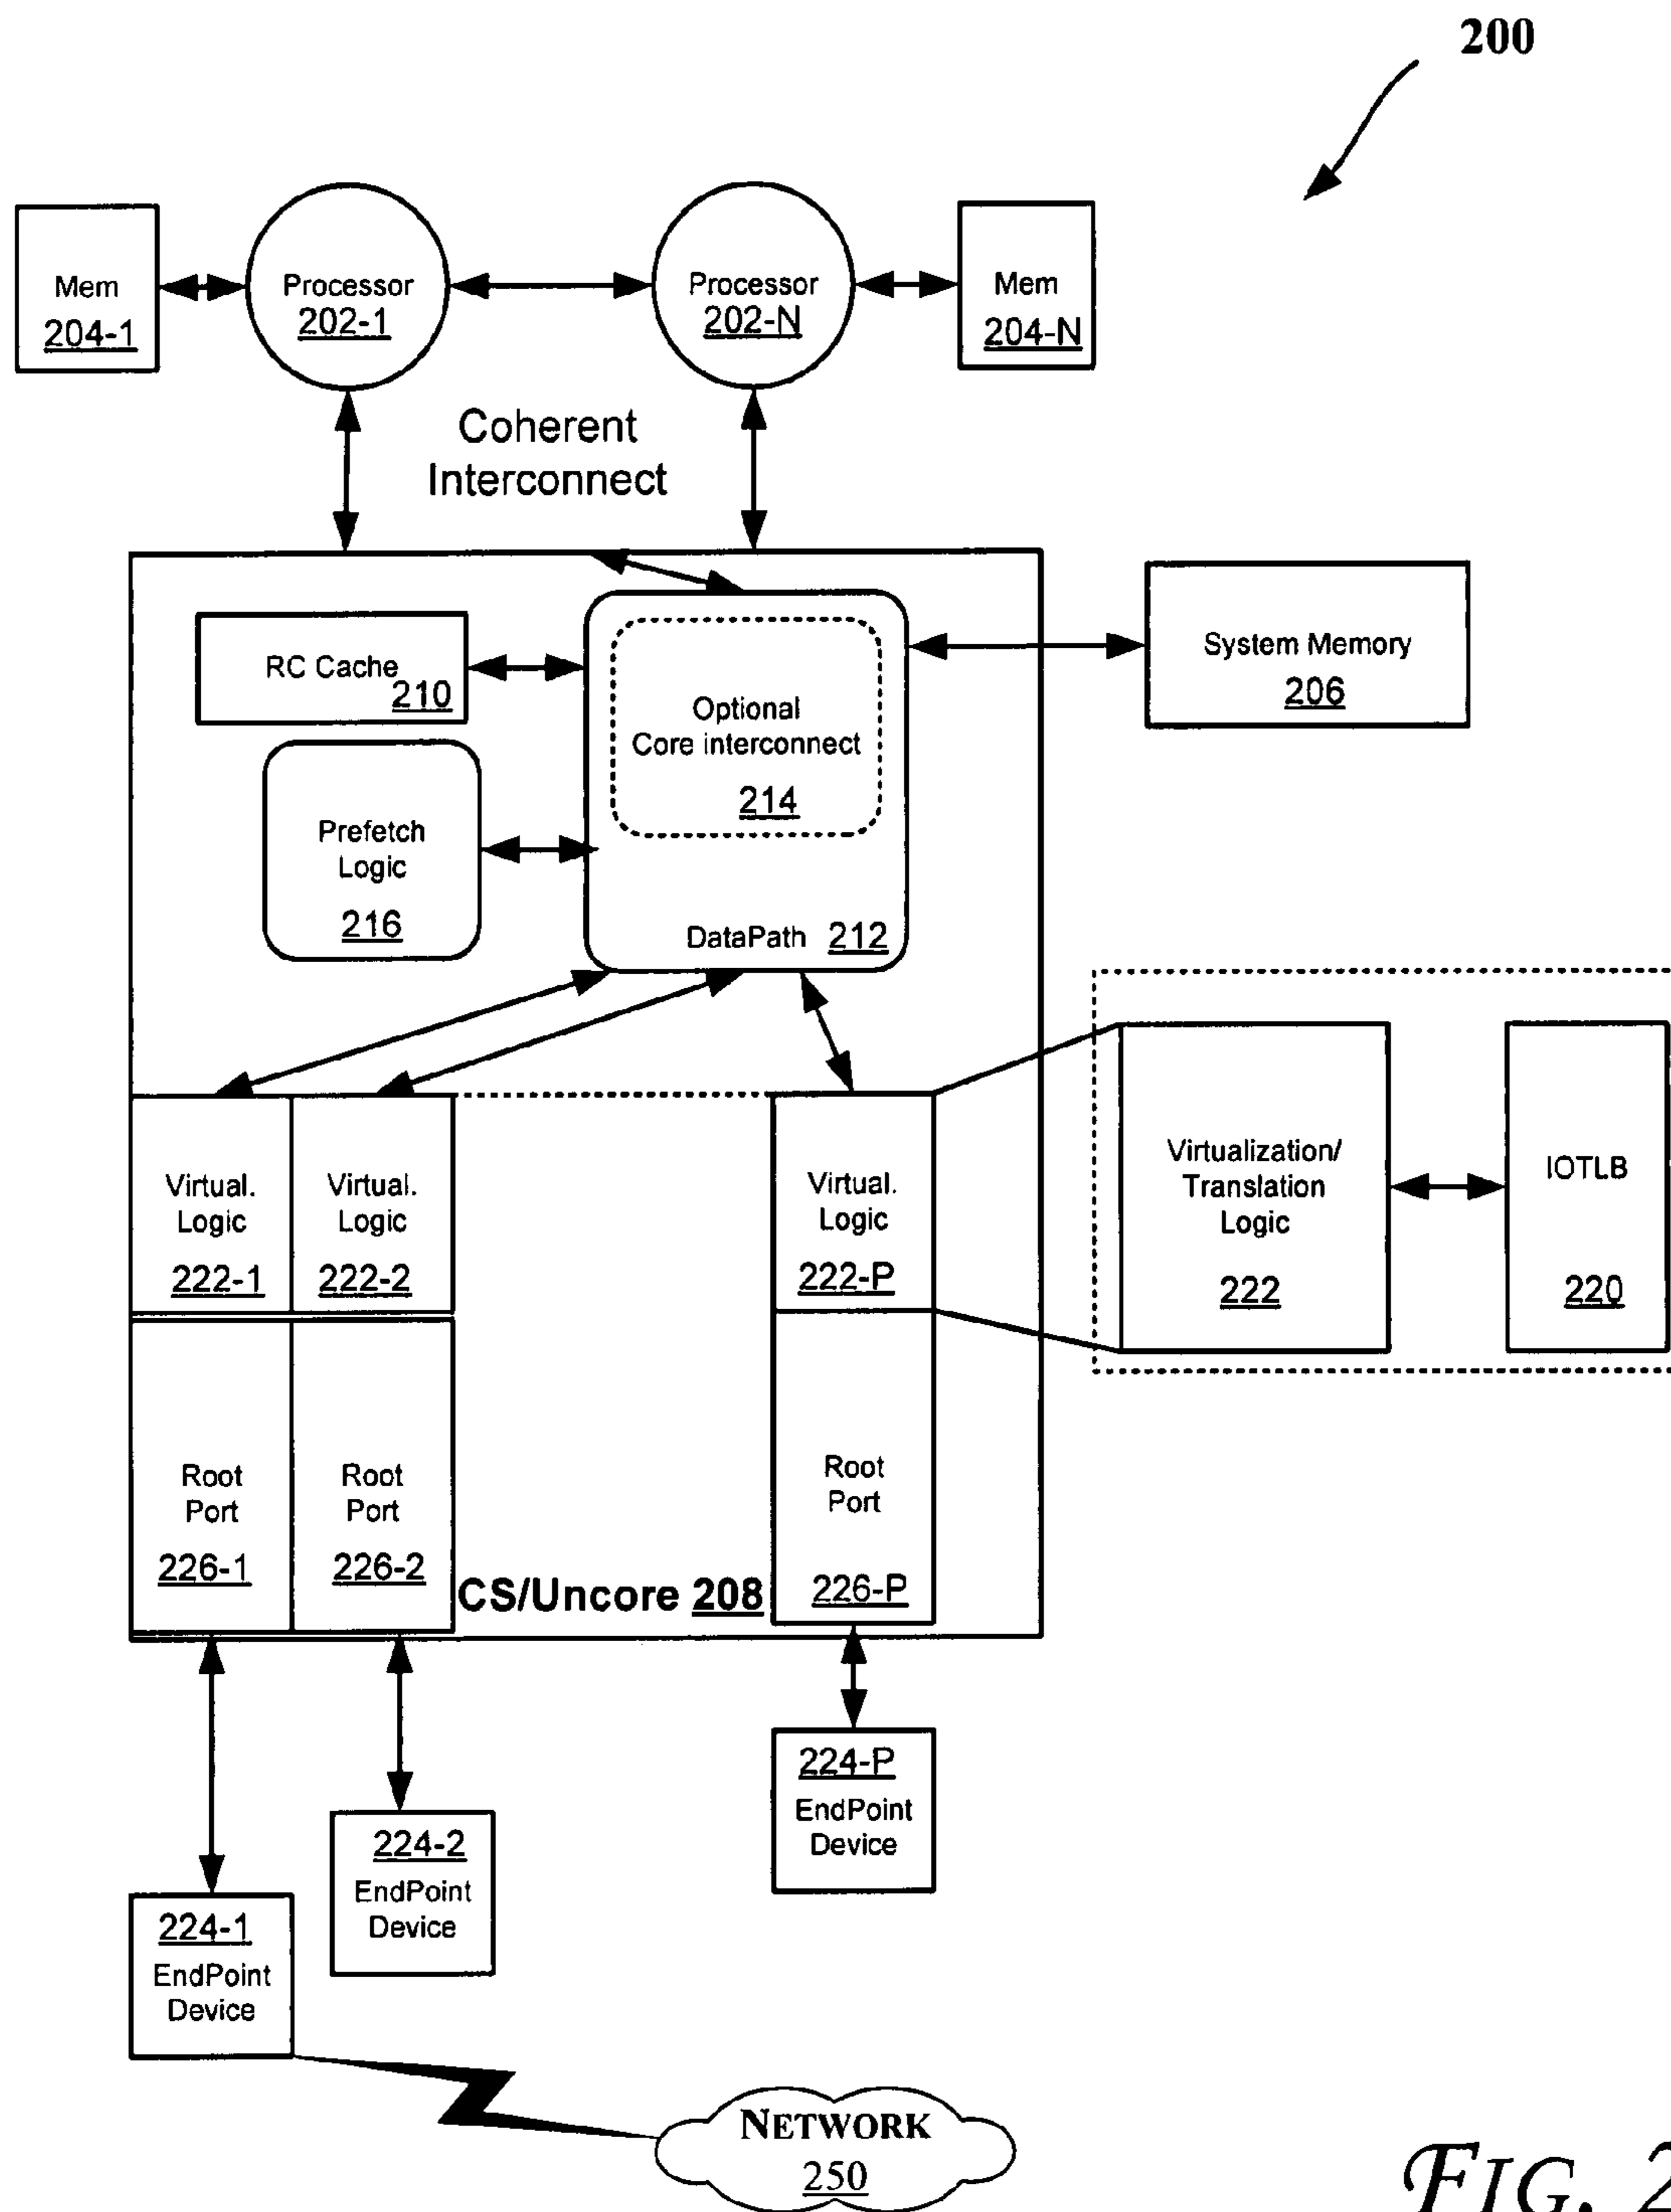 200
Mem
204-1
Processor
202-1
Processor
202-N
Mem
204-N
Coherent
Interconnect
RC Cache
210
Optional
Core interconnect
214
System Memory
206
Prefetch
Logic
216
DataPath 212
Virtual.
Logic
222-1
Virtual.
Logic
222-2
Virtual.
Logic
222-P
Virtualization/
Translation
Logic
222
IOTLB
220
Root
Port
226-1
Root
Port
226-2
Root
Port
226-P
CS/Uncore 208
224-P
EndPoint
Device
224-2
EndPoint
Device
224-1
EndPoint
Device
NETWORK
250
FIG. 2